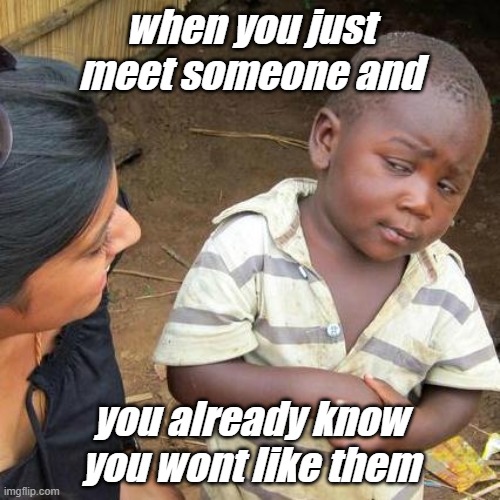 when you just
meet someone and
you already know
you wont like them
imgflip.com